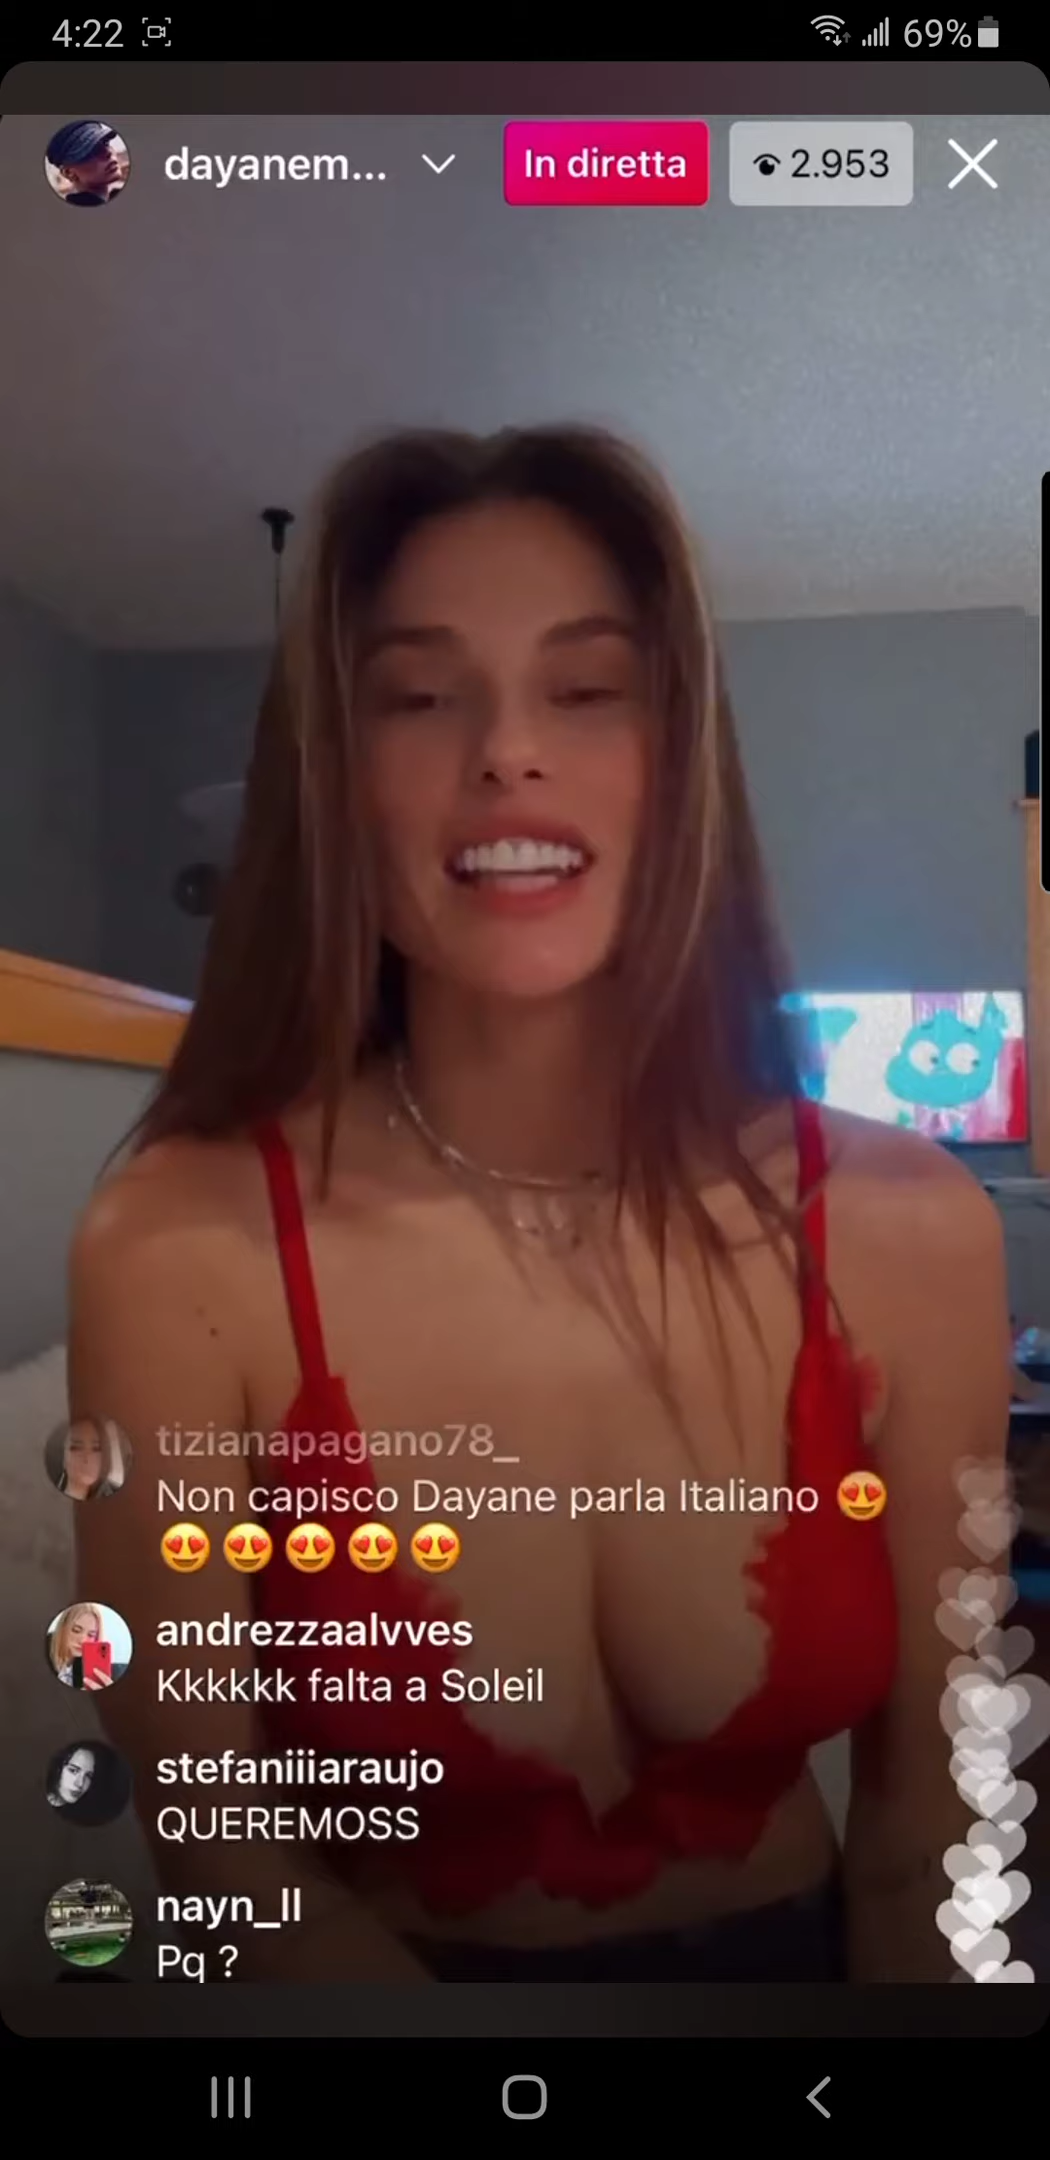 4:22 69%
dayanem... In diretta 2.953
tizianapagano78_
Non capisco Dayane parla Italiano 😍
😍😍😍😍😍
andrezzaalvves
Kkkkkk falta a Soleil
stefaniiiaraujo
QUEREMOSS
nayn_ll
Pq ?